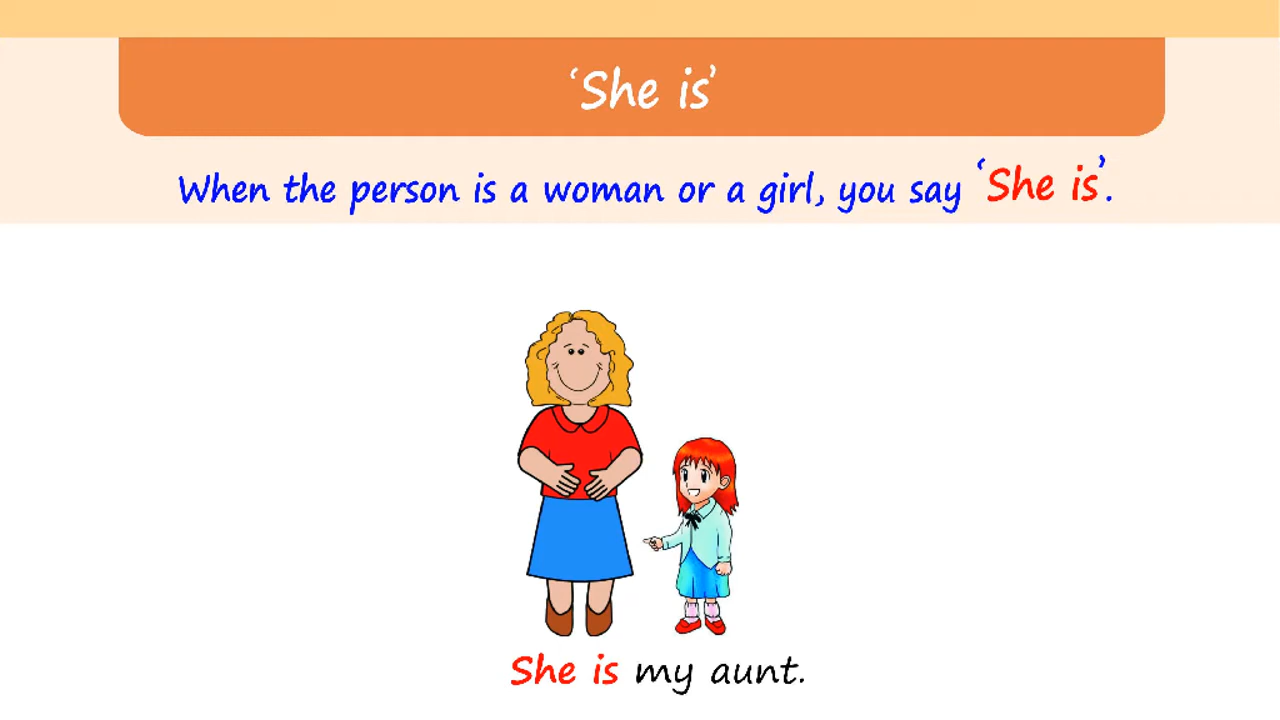 ‘She is’
When the person is a woman or a girl, you say ‘She is’.
She is my aunt.